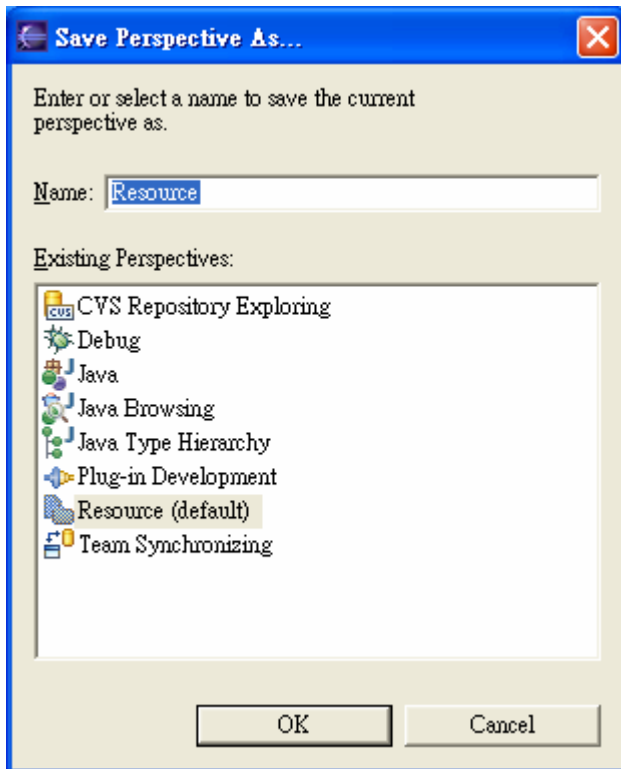 Save Perspective As...
Enter or select a name to save the current
perspective as.
Name: Resource
Existing Perspectives:
CVS Repository Exploring
Debug
Java
Java Browsing
Java Type Hierarchy
Plug-in Development
Resource (default)
Team Synchronizing
OK Cancel